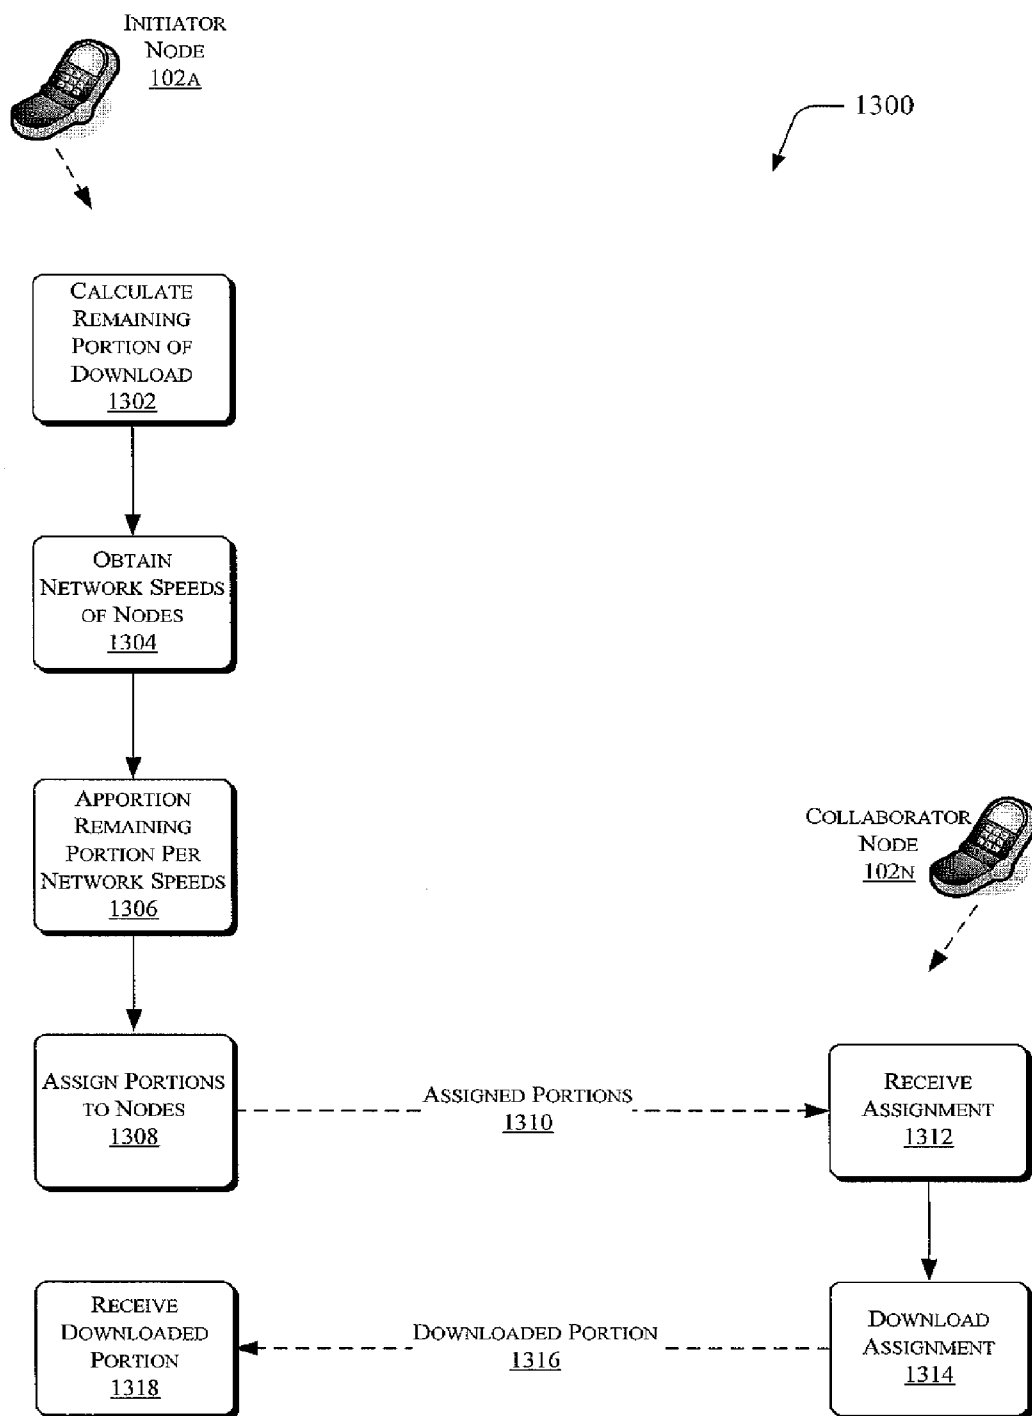 INITIATOR
NODE
102A
1300
CALCULATE
REMAINING
PORTION OF
DOWNLOAD
1302
OBTAIN
NETWORK SPEEDS
OF NODES
1304
APPORTION
REMAINING
PORTION PER
NETWORK SPEEDS
1306
COLLABORATOR
NODE
102N
ASSIGN PORTIONS
TO NODES
1308
ASSIGNED PORTIONS
1310
RECEIVE
ASSIGNMENT
1312
RECEIVE
DOWNLOADED
PORTION
1318
DOWNLOADED PORTION
1316
DOWNLOAD
ASSIGNMENT
1314